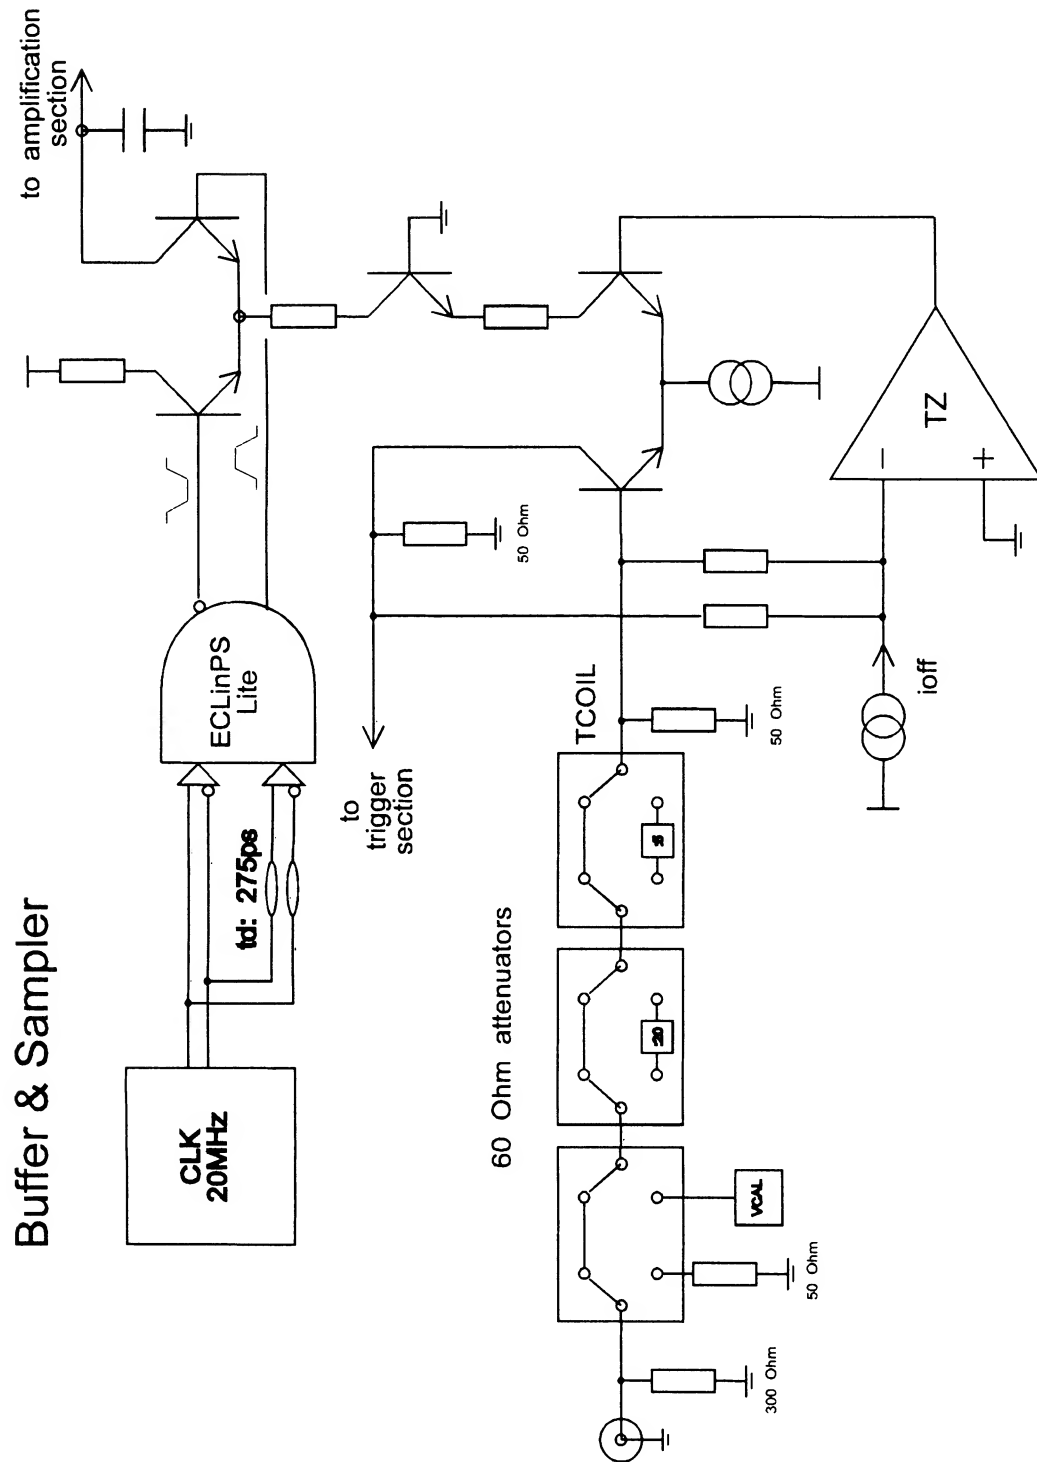 Buffer & Sampler
CLK
20MHz
td: 275ps
ECLinPS
Lite
to amplification
section
to
trigger
section
50 Ohm
60 Ohm attenuators
TCOIL
300 Ohm
50 Ohm
VCAL
:20
:5
50 Ohm
ioff
TZ
−
+